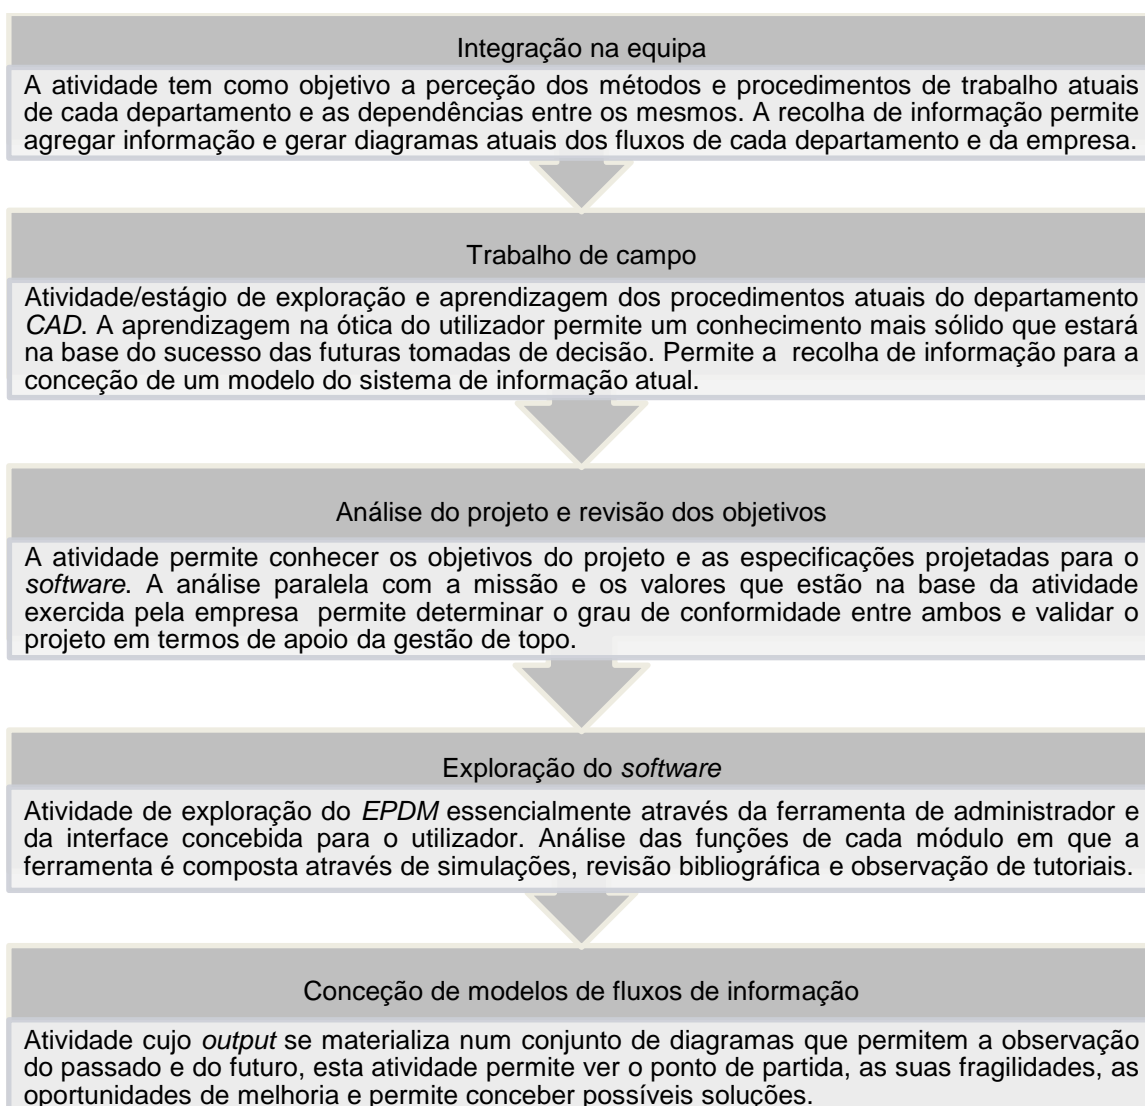 Integração na equipa
A atividade tem como objetivo a perceção dos métodos e procedimentos de trabalho atuais
de cada departamento e as dependências entre os mesmos. A recolha de informação permite
agregar informação e gerar diagramas atuais dos fluxos de cada departamento e da empresa.
Trabalho de campo
Atividade/estágio de exploração e aprendizagem dos procedimentos atuais do departamento
CAD. A aprendizagem na ótica do utilizador permite um conhecimento mais sólido que estará
na base do sucesso das futuras tomadas de decisão. Permite a recolha de informação para a
conceção de um modelo do sistema de informação atual.
Análise do projeto e revisão dos objetivos
A atividade permite conhecer os objetivos do projeto e as especificações projetadas para o
software. A análise paralela com a missão e os valores que estão na base da atividade
exercida pela empresa permite determinar o grau de conformidade entre ambos e validar o
projeto em termos de apoio da gestão de topo.
Exploração do software
Atividade de exploração do EPDM essencialmente através da ferramenta de administrador e
da interface concebida para o utilizador. Análise das funções de cada módulo em que a
ferramenta é composta através de simulações, revisão bibliográfica e observação de tutoriais.
Conceção de modelos de fluxos de informação
Atividade cujo output se materializa num conjunto de diagramas que permitem a observação
do passado e do futuro, esta atividade permite ver o ponto de partida, as suas fragilidades, as
oportunidades de melhoria e permite conceber possíveis soluções.